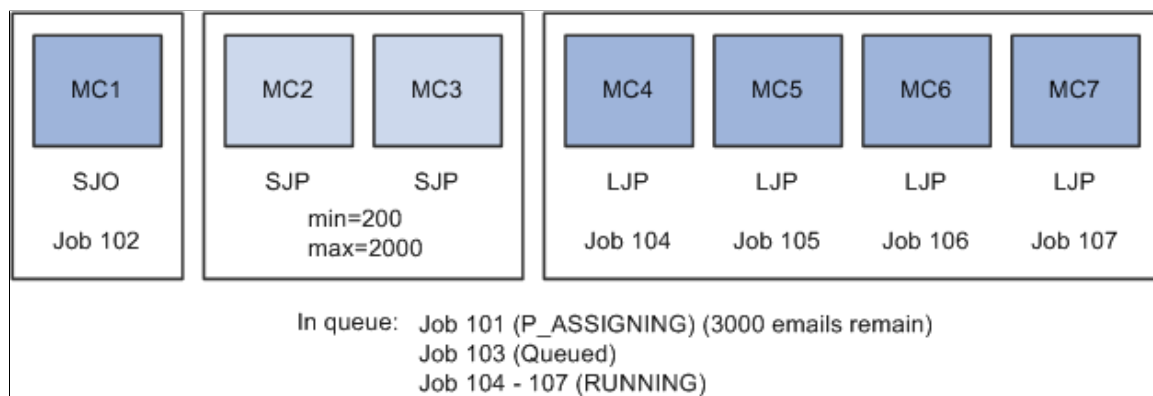 MC1 MC2 MC3 MC4 MC5 MC6 MC7
SJO SJP SJP LJP LJP LJP LJP
min=200
max=2000
Job 102 Job 104 Job 105 Job 106 Job 107
In queue: Job 101 (P_ASSIGNING) (3000 emails remain)
Job 103 (Queued)
Job 104 - 107 (RUNNING)